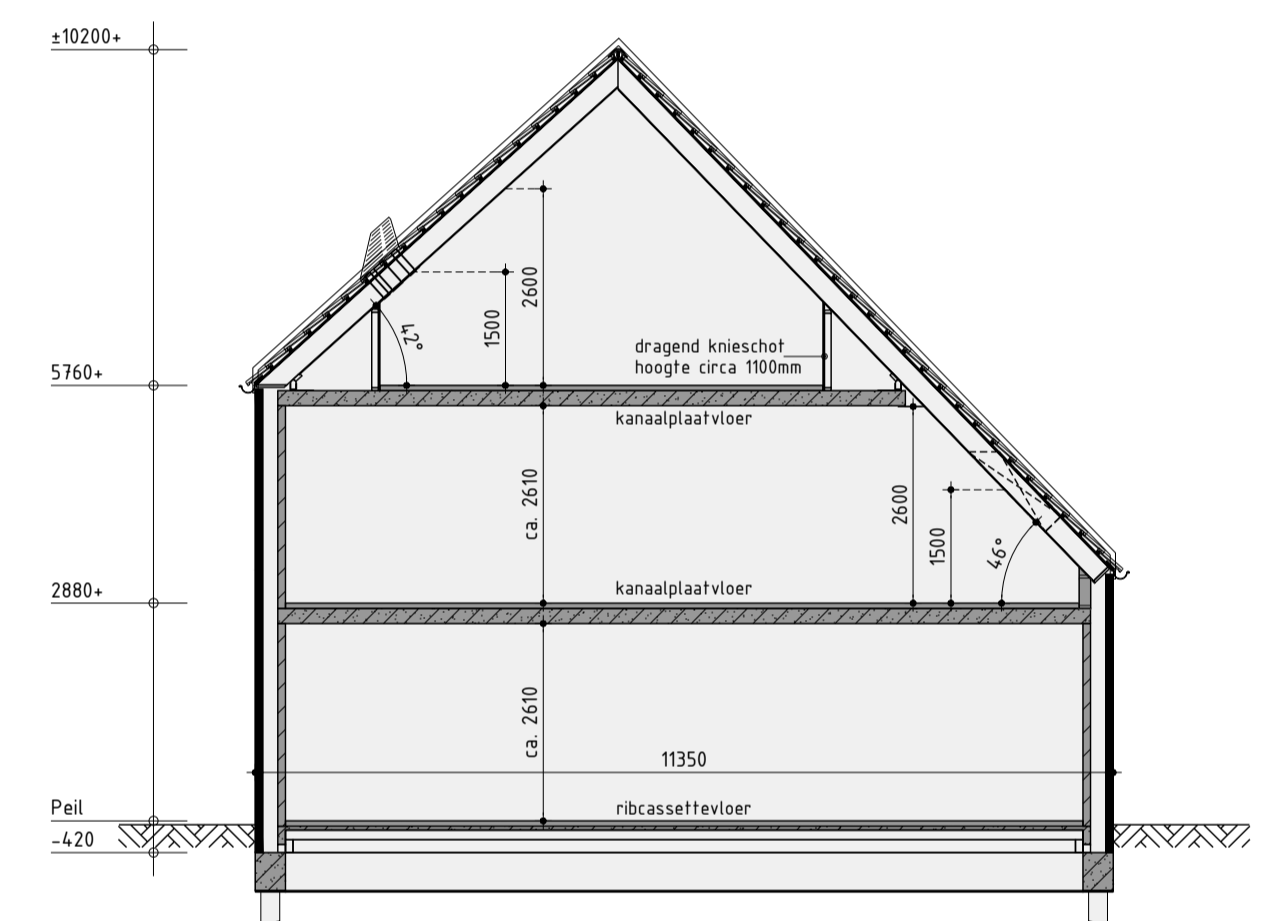 ±10200+
2600
1500
42°
dragend knieschot
hoogte circa 1100mm
5760+
kanaalplaatvloer
ca. 2610
2600
1500
46°
2880+
kanaalplaatvloer
ca. 2610
11350
Peil
ribcassettevloer
-420